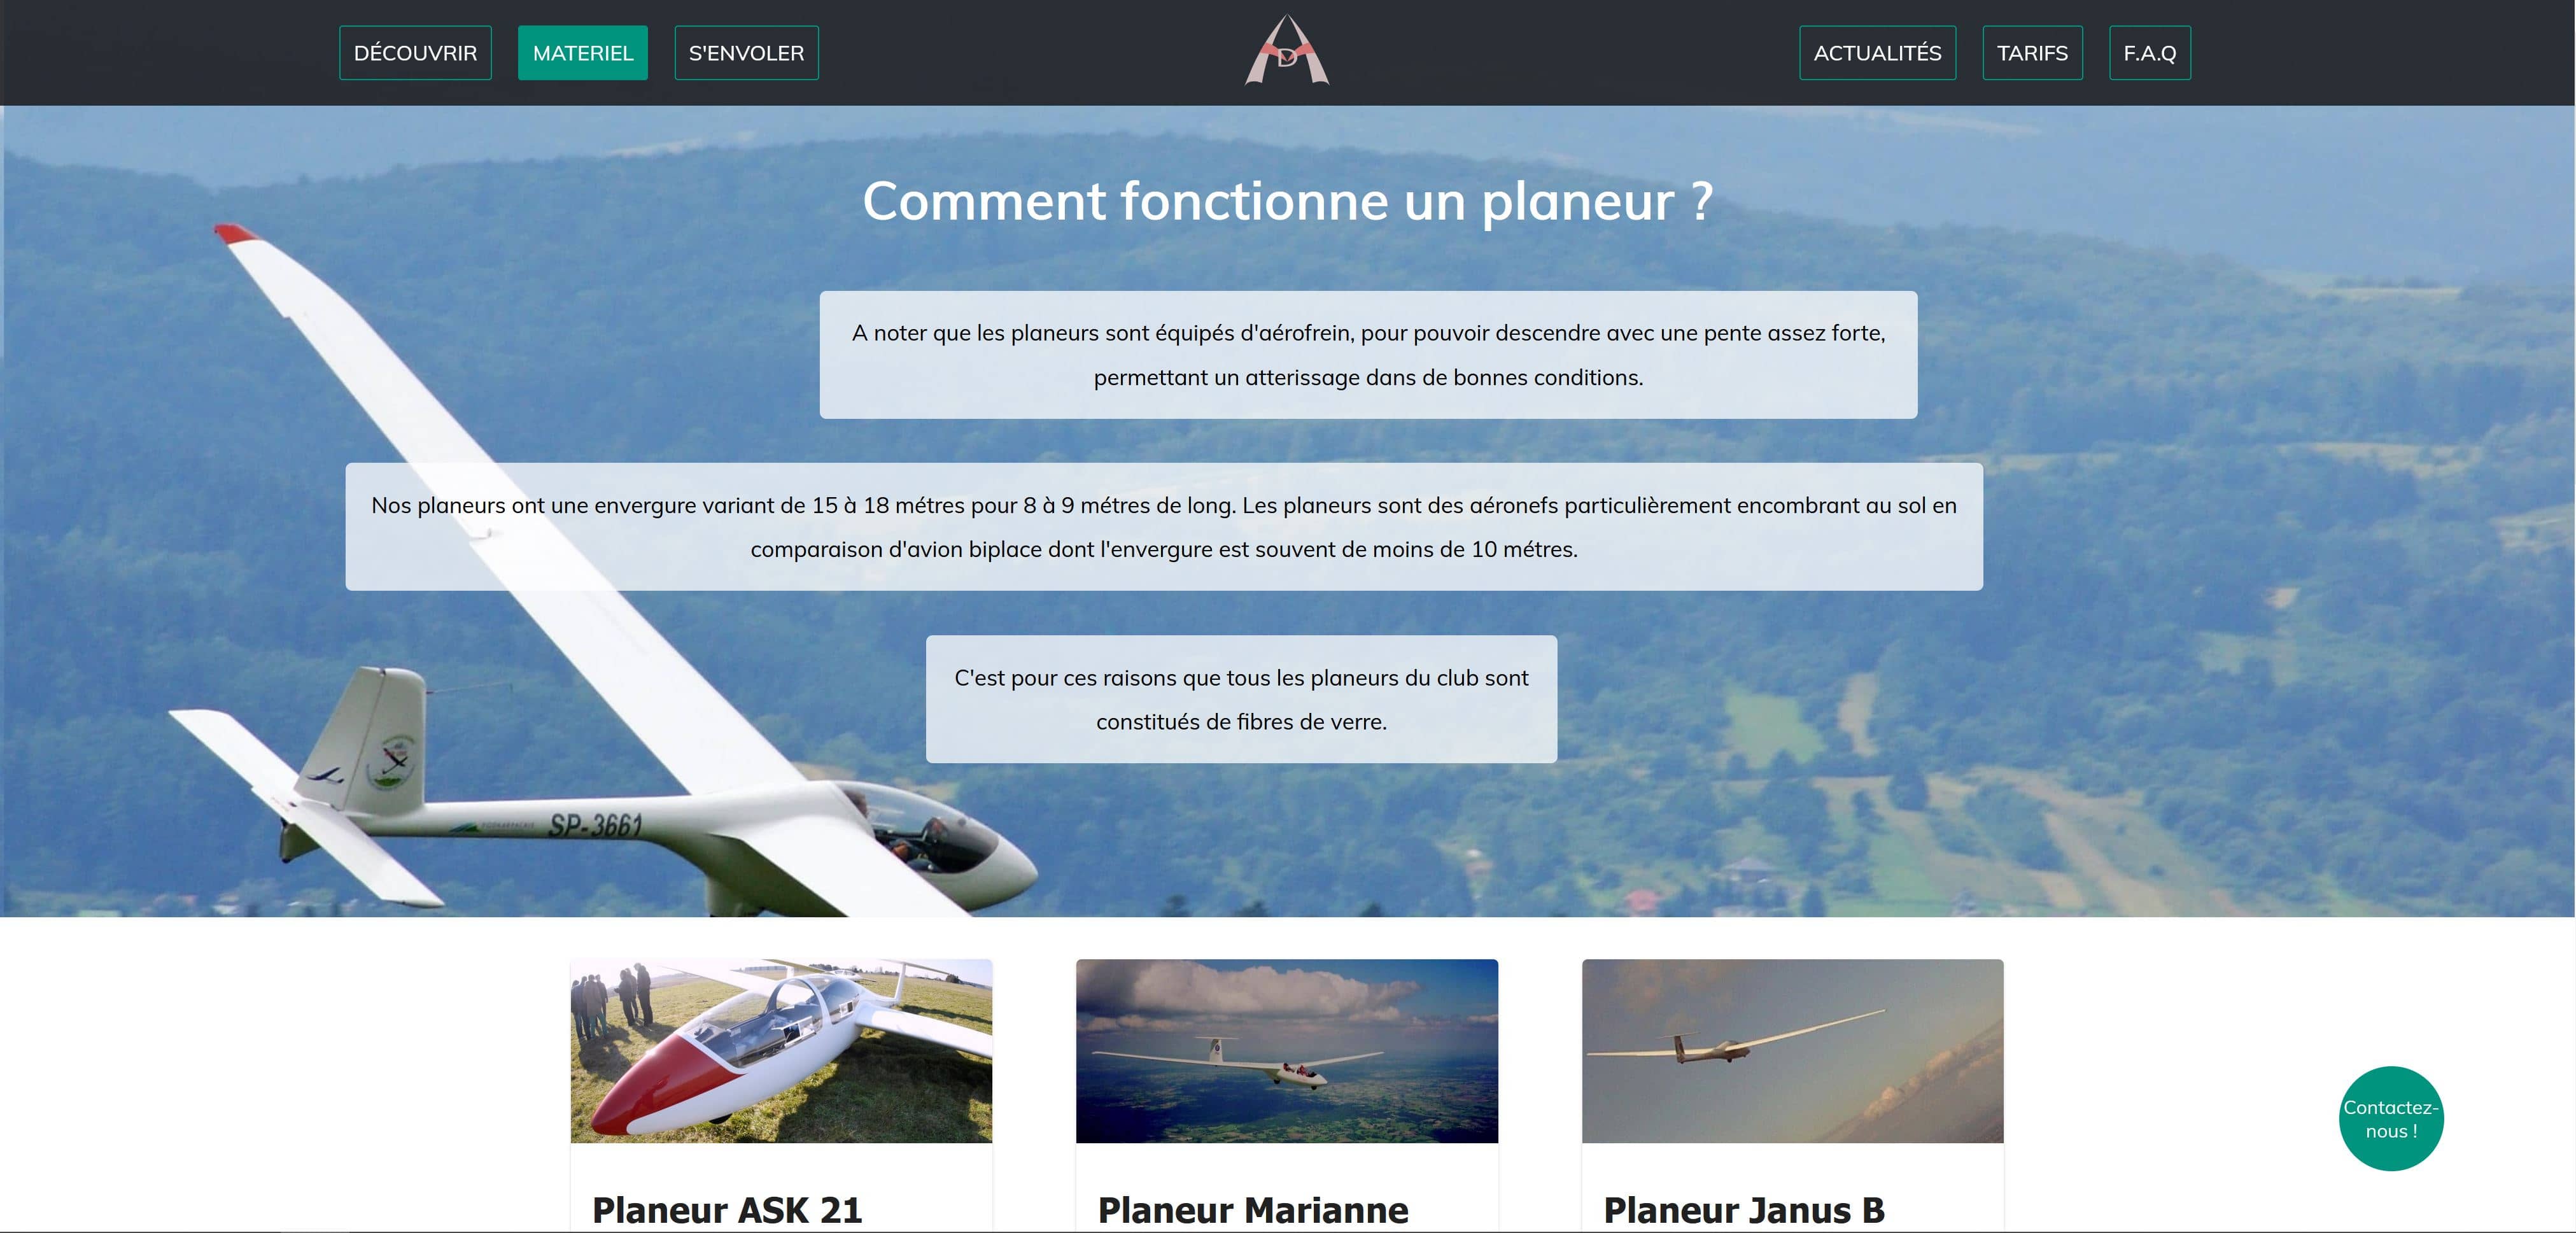 DÉCOUVRIR
MATERIEL
S'ENVOLER
D
ACTUALITÉS
TARIFS
F.A.Q
Comment fonctionne un planeur ?
A noter que les planeurs sont équipés d'aérofrein, pour pouvoir descendre avec une pente assez forte,
permettant un atterissage dans de bonnes conditions.
Nos planeurs ont une envergure variant de 15 à 18 métres pour 8 à 9 métres de long. Les planeurs sont des aéronefs particulièrement encombrant au sol en
comparaison d'avion biplace dont l'envergure est souvent de moins de 10 métres.
C'est pour ces raisons que tous les planeurs du club sont
constitués de fibres de verre.
SP-3661
Contactez-
nous !
Planeur ASK 21
Planeur Marianne
Planeur Janus B